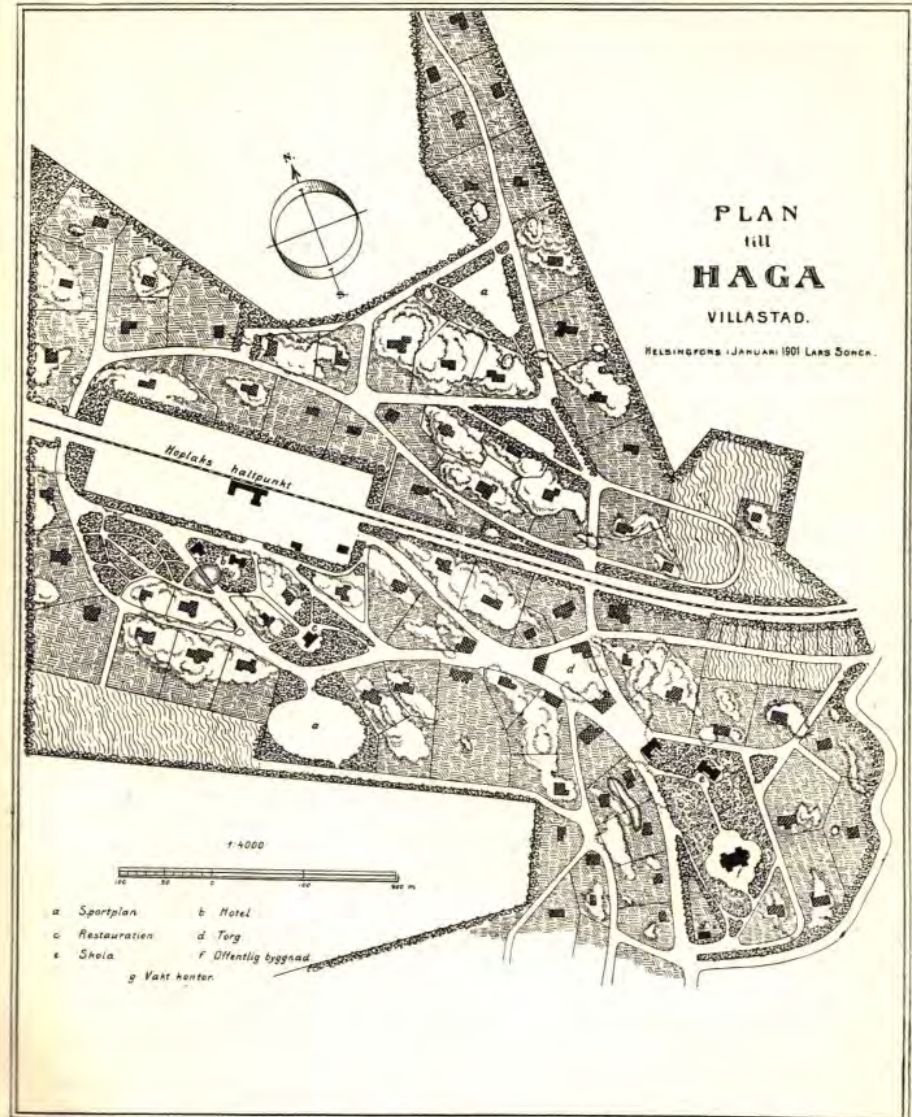 PLAN
till
HAGA
VILLASTAD.
HELSINGFORS I JANUARI 1901 LARS SONCK.
N.
S.
a
Hoplaks haltpunkt
b
c
d
a
1:4000
100 50 0 100 200 m
a Sportplan b Hotel
c Restauration d Torg
e Skola f Offentlig byggnad
g Vakt kontor.